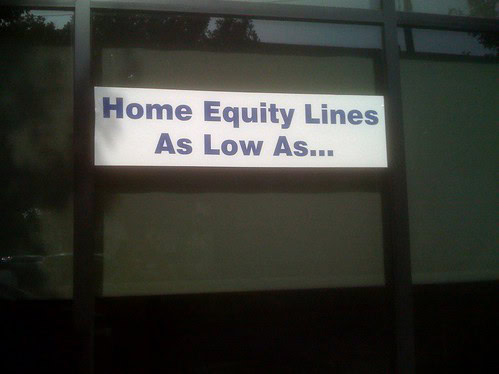 Home Equity Lines
As Low As...